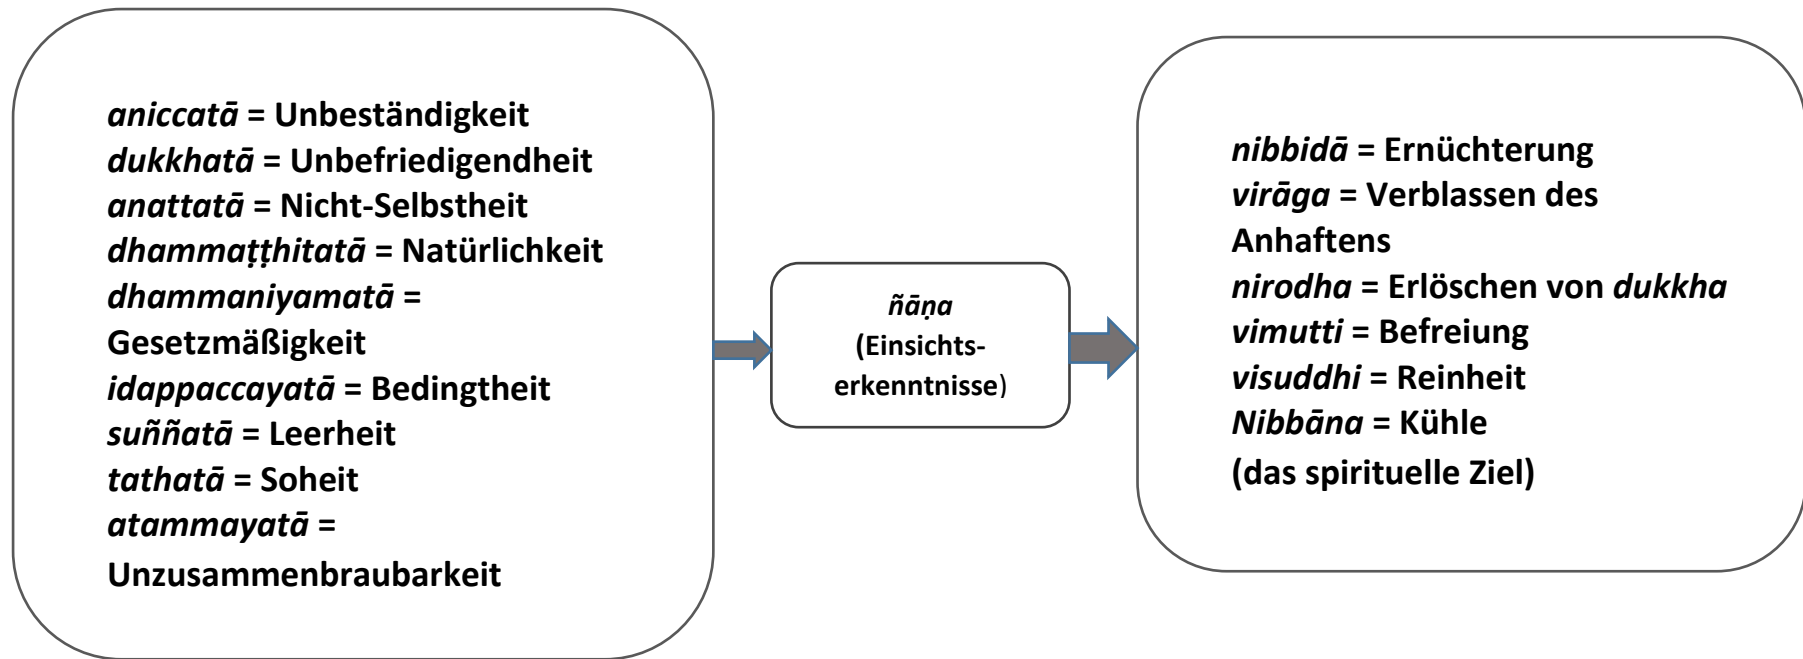 aniccatā = Unbeständigkeit
dukkhatā = Unbefriedigendheit
anattatā = Nicht-Selbstheit
dhammaṭṭhitatā = Natürlichkeit
dhammaniyamatā =
Gesetzmäßigkeit
idappaccayatā = Bedingtheit
suññatā = Leerheit
tathatā = Soheit
atammayatā =
Unzusammenbraubarkeit
ñāṇa
(Einsichts-
erkenntnisse)
nibbidā = Ernüchterung
virāga = Verblassen des
Anhaftens
nirodha = Erlöschen von dukkha
vimutti = Befreiung
visuddhi = Reinheit
Nibbāna = Kühle
(das spirituelle Ziel)